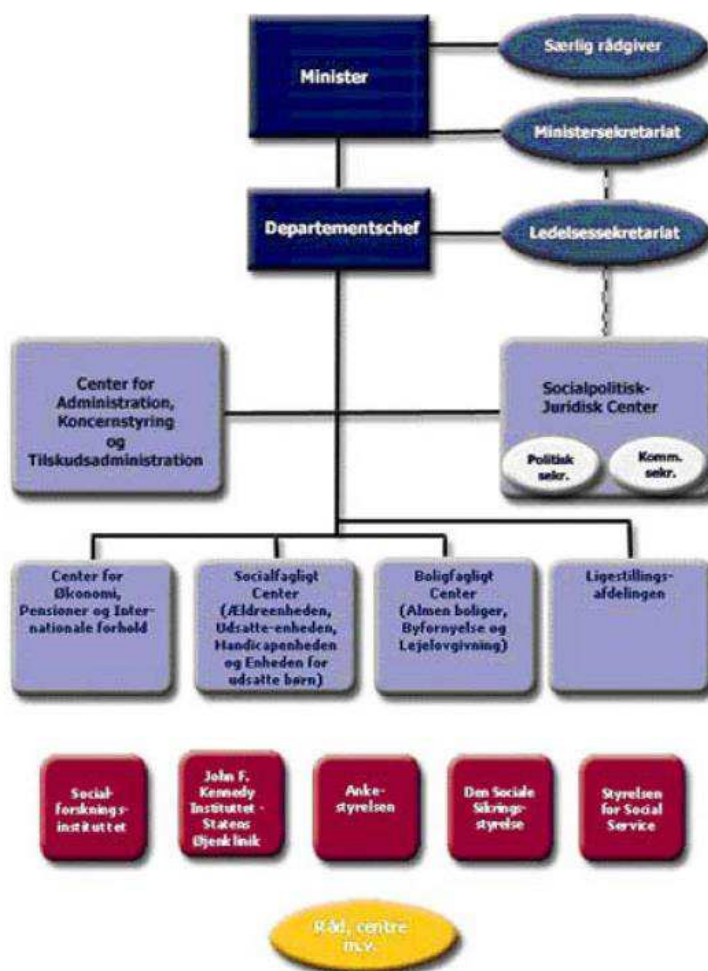 Særlig rådgiver
Minister
Ministersekretariat
Departementschef
Ledelsessekretariat
Center for
Administration,
Koncernstyring
og
Tilskudsadministration
Socialpolitisk-
Juridisk Center
Politisk
sekr.
Komm.
sekr.
Center for
Økonomi,
Pensioner og Inter-
nationale forhold
Socialfagligt
Center
(Ældreenheden,
Udsatte-enheden,
Handicapenheden
og Enheden for
udsatte børn)
Boligfagligt
Center
(Almen boliger,
Byfornyelse og
Lejelovgivning)
Ligestillings-
afdelingen
Social-
forsknings-
instituttet
John F.
Kennedy
Instituttet -
Statens
Øjenklinik
Anke-
styrelsen
Den Sociale
Sikrings-
styrelse
Styrelsen
for Social
Service
Råd, centre
m.v.